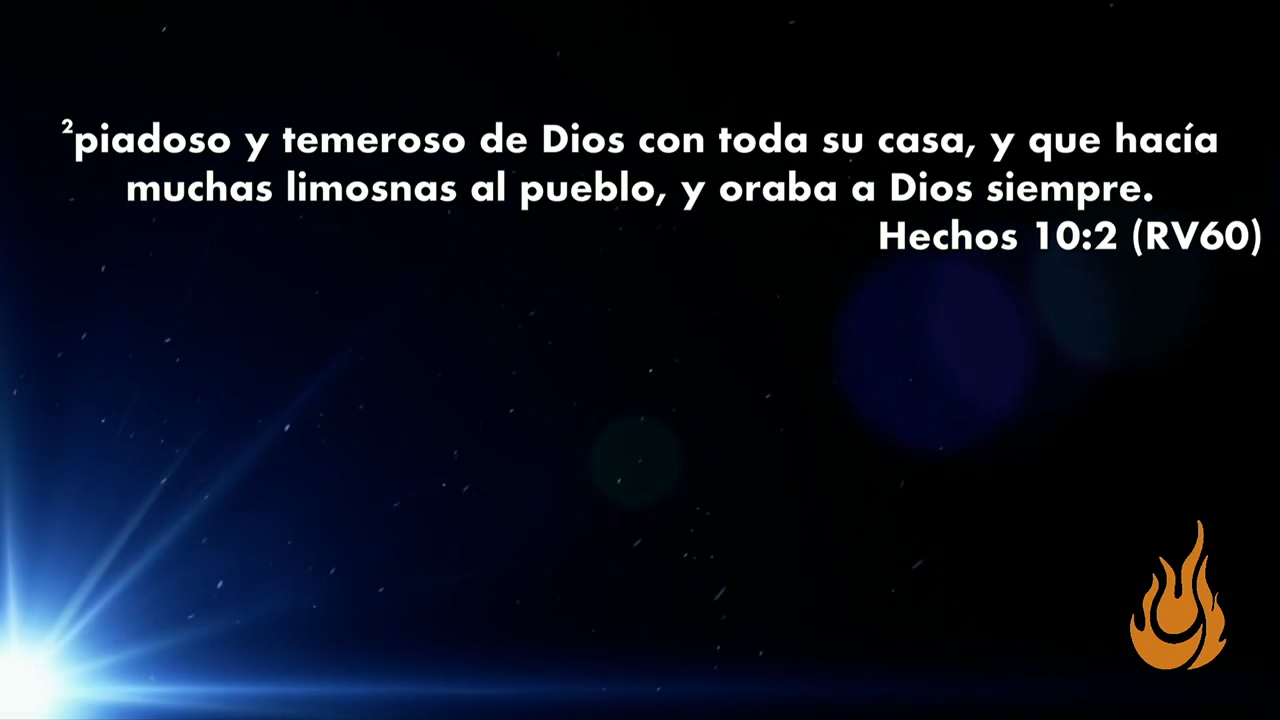 ²piadoso y temeroso de Dios con toda su casa, y que hacía
muchas limosnas al pueblo, y oraba a Dios siempre.
Hechos 10:2 (RV60)